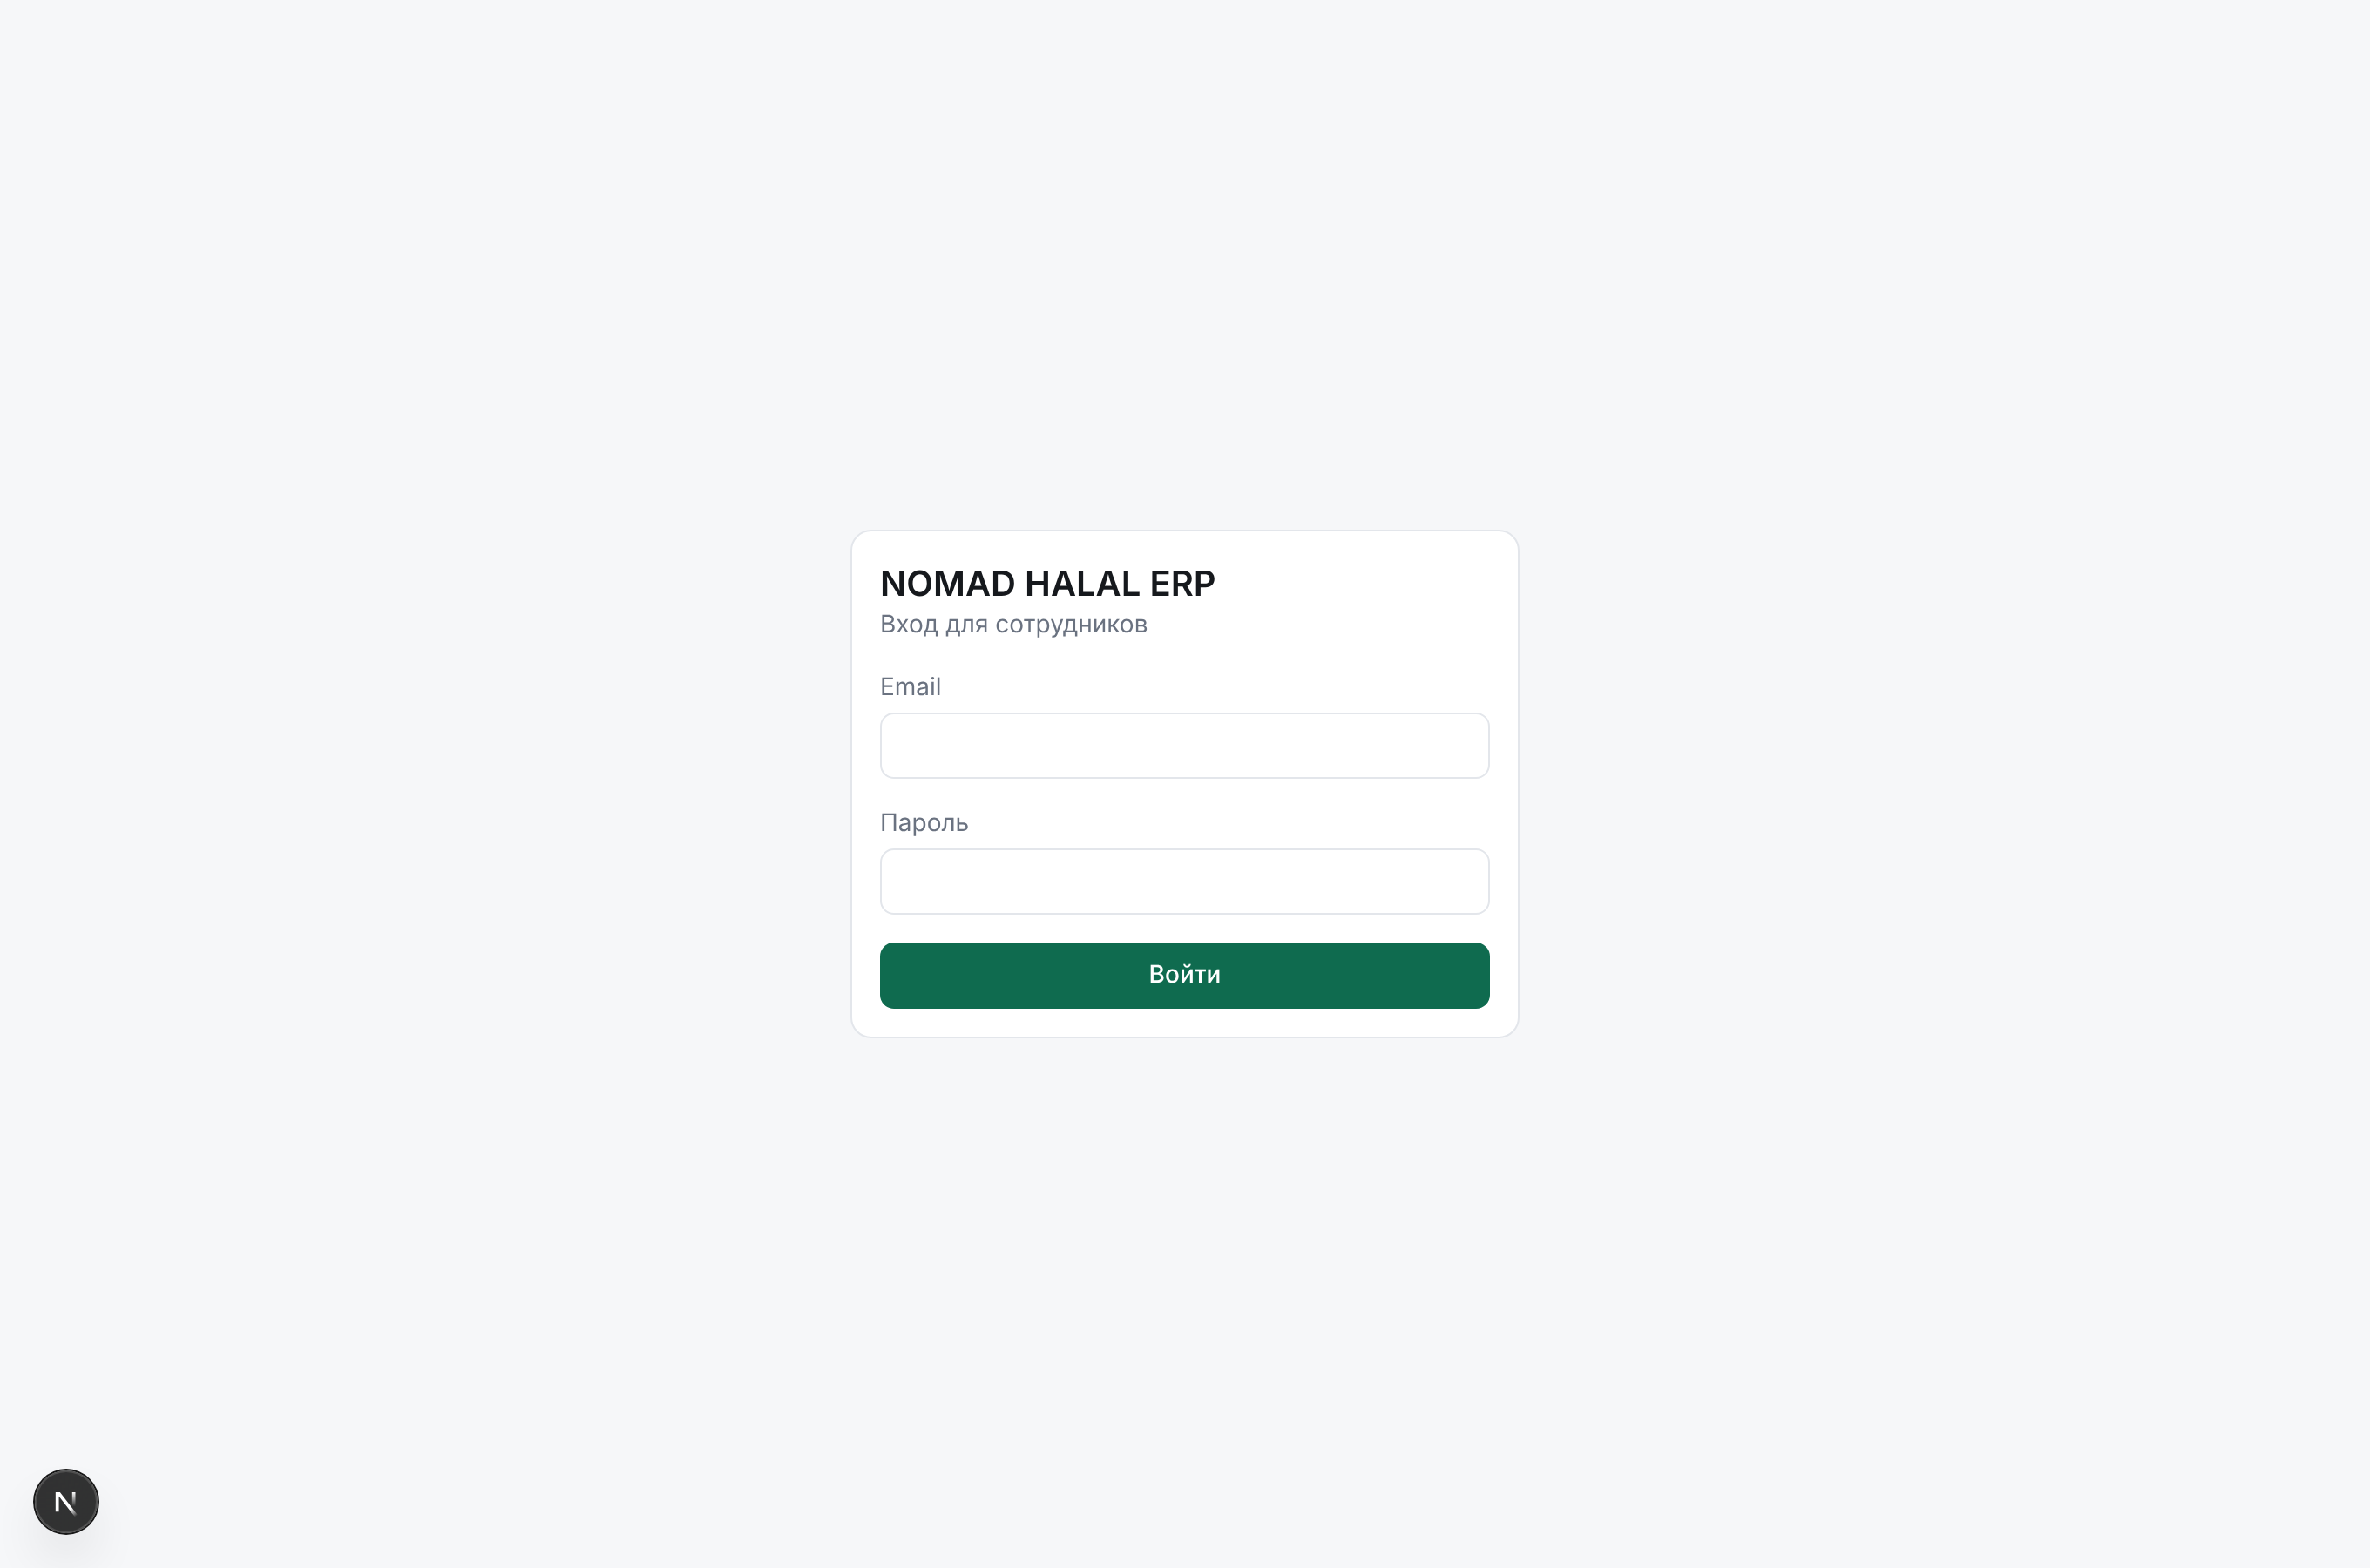 NOMAD HALAL ERP
Вход для сотрудников
Email
Пароль
Войти
N